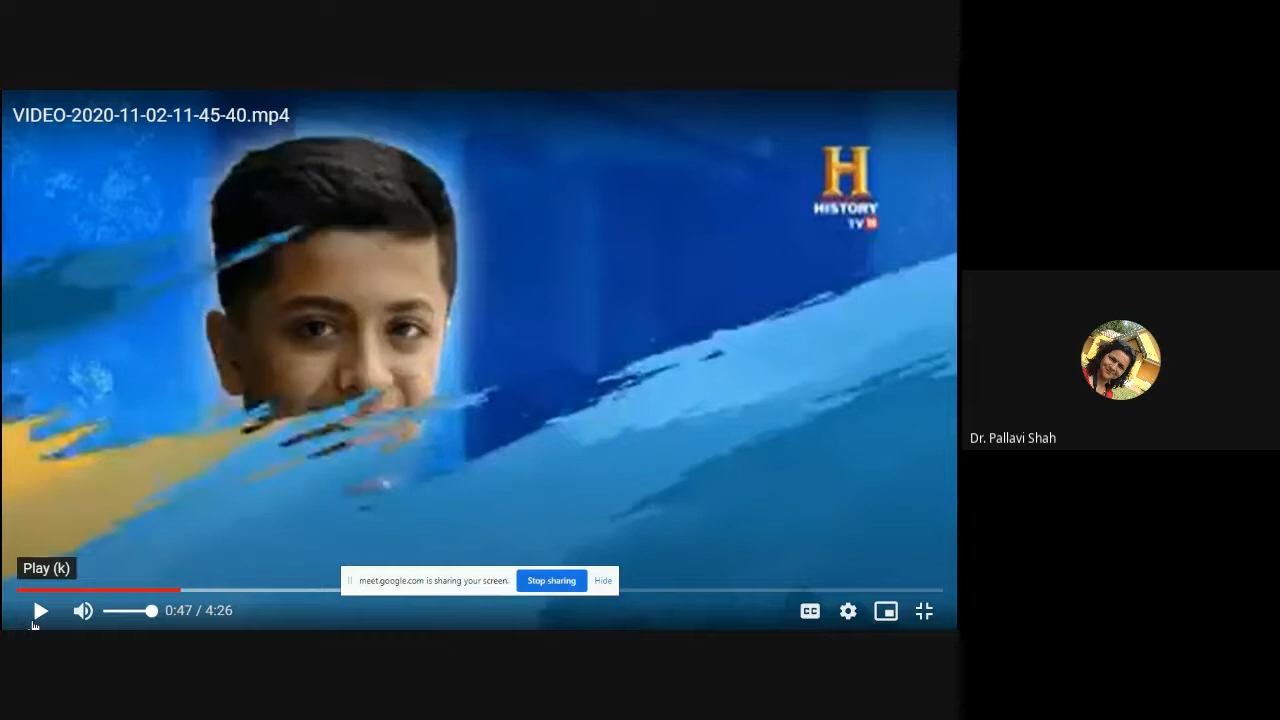 VIDEO-2020-11-02-11-45-40.mp4
H
HISTORY
TV18
Dr. Pallavi Shah
Play (k)
meet.google.com is sharing your screen.
Stop sharing
Hide
0:47 / 4:26
CC